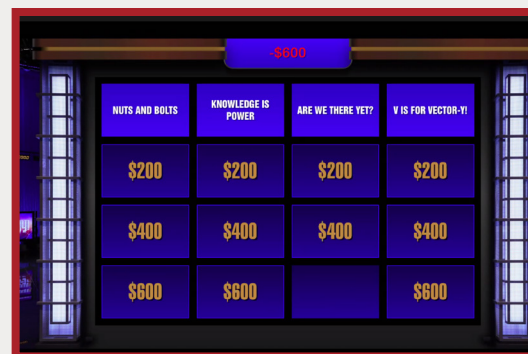 -$600
NUTS AND BOLTS
KNOWLEDGE IS
POWER
ARE WE THERE YET?
V IS FOR VECTOR-Y!
$200
$200
$200
$200
$400
$400
$400
$400
$600
$600
$600